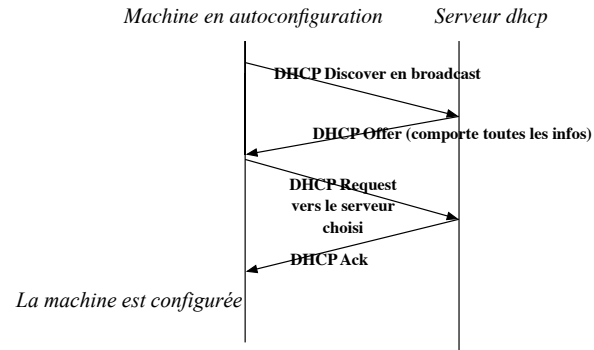 Machine en autoconfiguration
Serveur dhcp
DHCP Discover en broadcast
DHCP Offer (comporte toutes les infos)
DHCP Request
vers le serveur
choisi
DHCP Ack
La machine est configurée